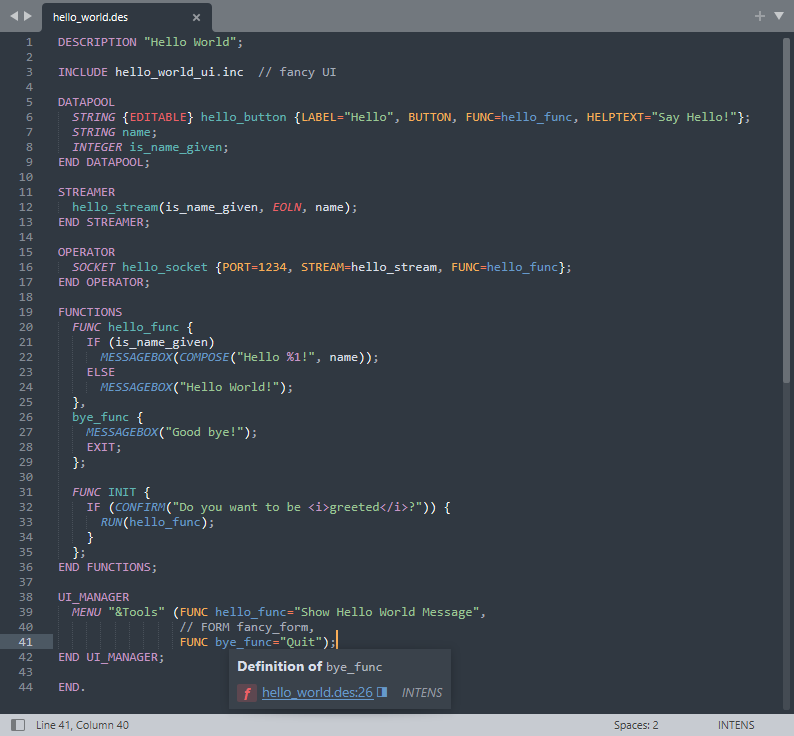 hello_world.des
1 DESCRIPTION "Hello World";
2
3 INCLUDE hello_world_ui.inc  // fancy UI
4
5 DATAPOOL
6   STRING {EDITABLE} hello_button {LABEL="Hello", BUTTON, FUNC=hello_func, HELPTEXT="Say Hello!"};
7   STRING name;
8   INTEGER is_name_given;
9 END DATAPOOL;
10
11 STREAMER
12   hello_stream(is_name_given, EOLN, name);
13 END STREAMER;
14
15 OPERATOR
16   SOCKET hello_socket {PORT=1234, STREAM=hello_stream, FUNC=hello_func};
17 END OPERATOR;
18
19 FUNCTIONS
20   FUNC hello_func {
21     IF (is_name_given)
22       MESSAGEBOX(COMPOSE("Hello %1!", name));
23     ELSE
24       MESSAGEBOX("Hello World!");
25   },
26   bye_func {
27     MESSAGEBOX("Good bye!");
28     EXIT;
29   };
30
31   FUNC INIT {
32     IF (CONFIRM("Do you want to be <i>greeted</i>?")) {
33       RUN(hello_func);
34     }
35   };
36 END FUNCTIONS;
37
38 UI_MANAGER
39   MENU "&Tools" (FUNC hello_func="Show Hello World Message",
40                  // FORM fancy_form,
41                  FUNC bye_func="Quit");
42 END UI_MANAGER;
43
44 END.
Definition of bye_func
f hello_world.des:26 INTENS
Line 41, Column 40 Spaces: 2 INTENS